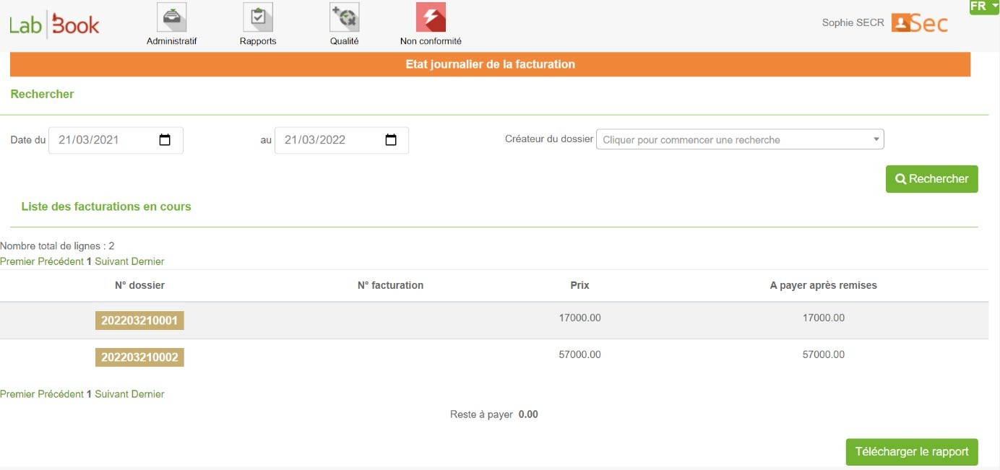 FR
Lab Book
Administratif Rapports Qualité Non conformité
Sophie SECR Sec
Etat journalier de la facturation
Rechercher
Date du 21/03/2021 au 21/03/2022 Créateur du dossier Cliquer pour commencer une recherche
Rechercher
Liste des facturations en cours
Nombre total de lignes : 2
Premier Précédent 1 Suivant Dernier
N° dossier N° facturation Prix A payer après remises
202203210001 17000.00 17000.00
202203210002 57000.00 57000.00
Premier Précédent 1 Suivant Dernier
Reste à payer 0.00
Télécharger le rapport